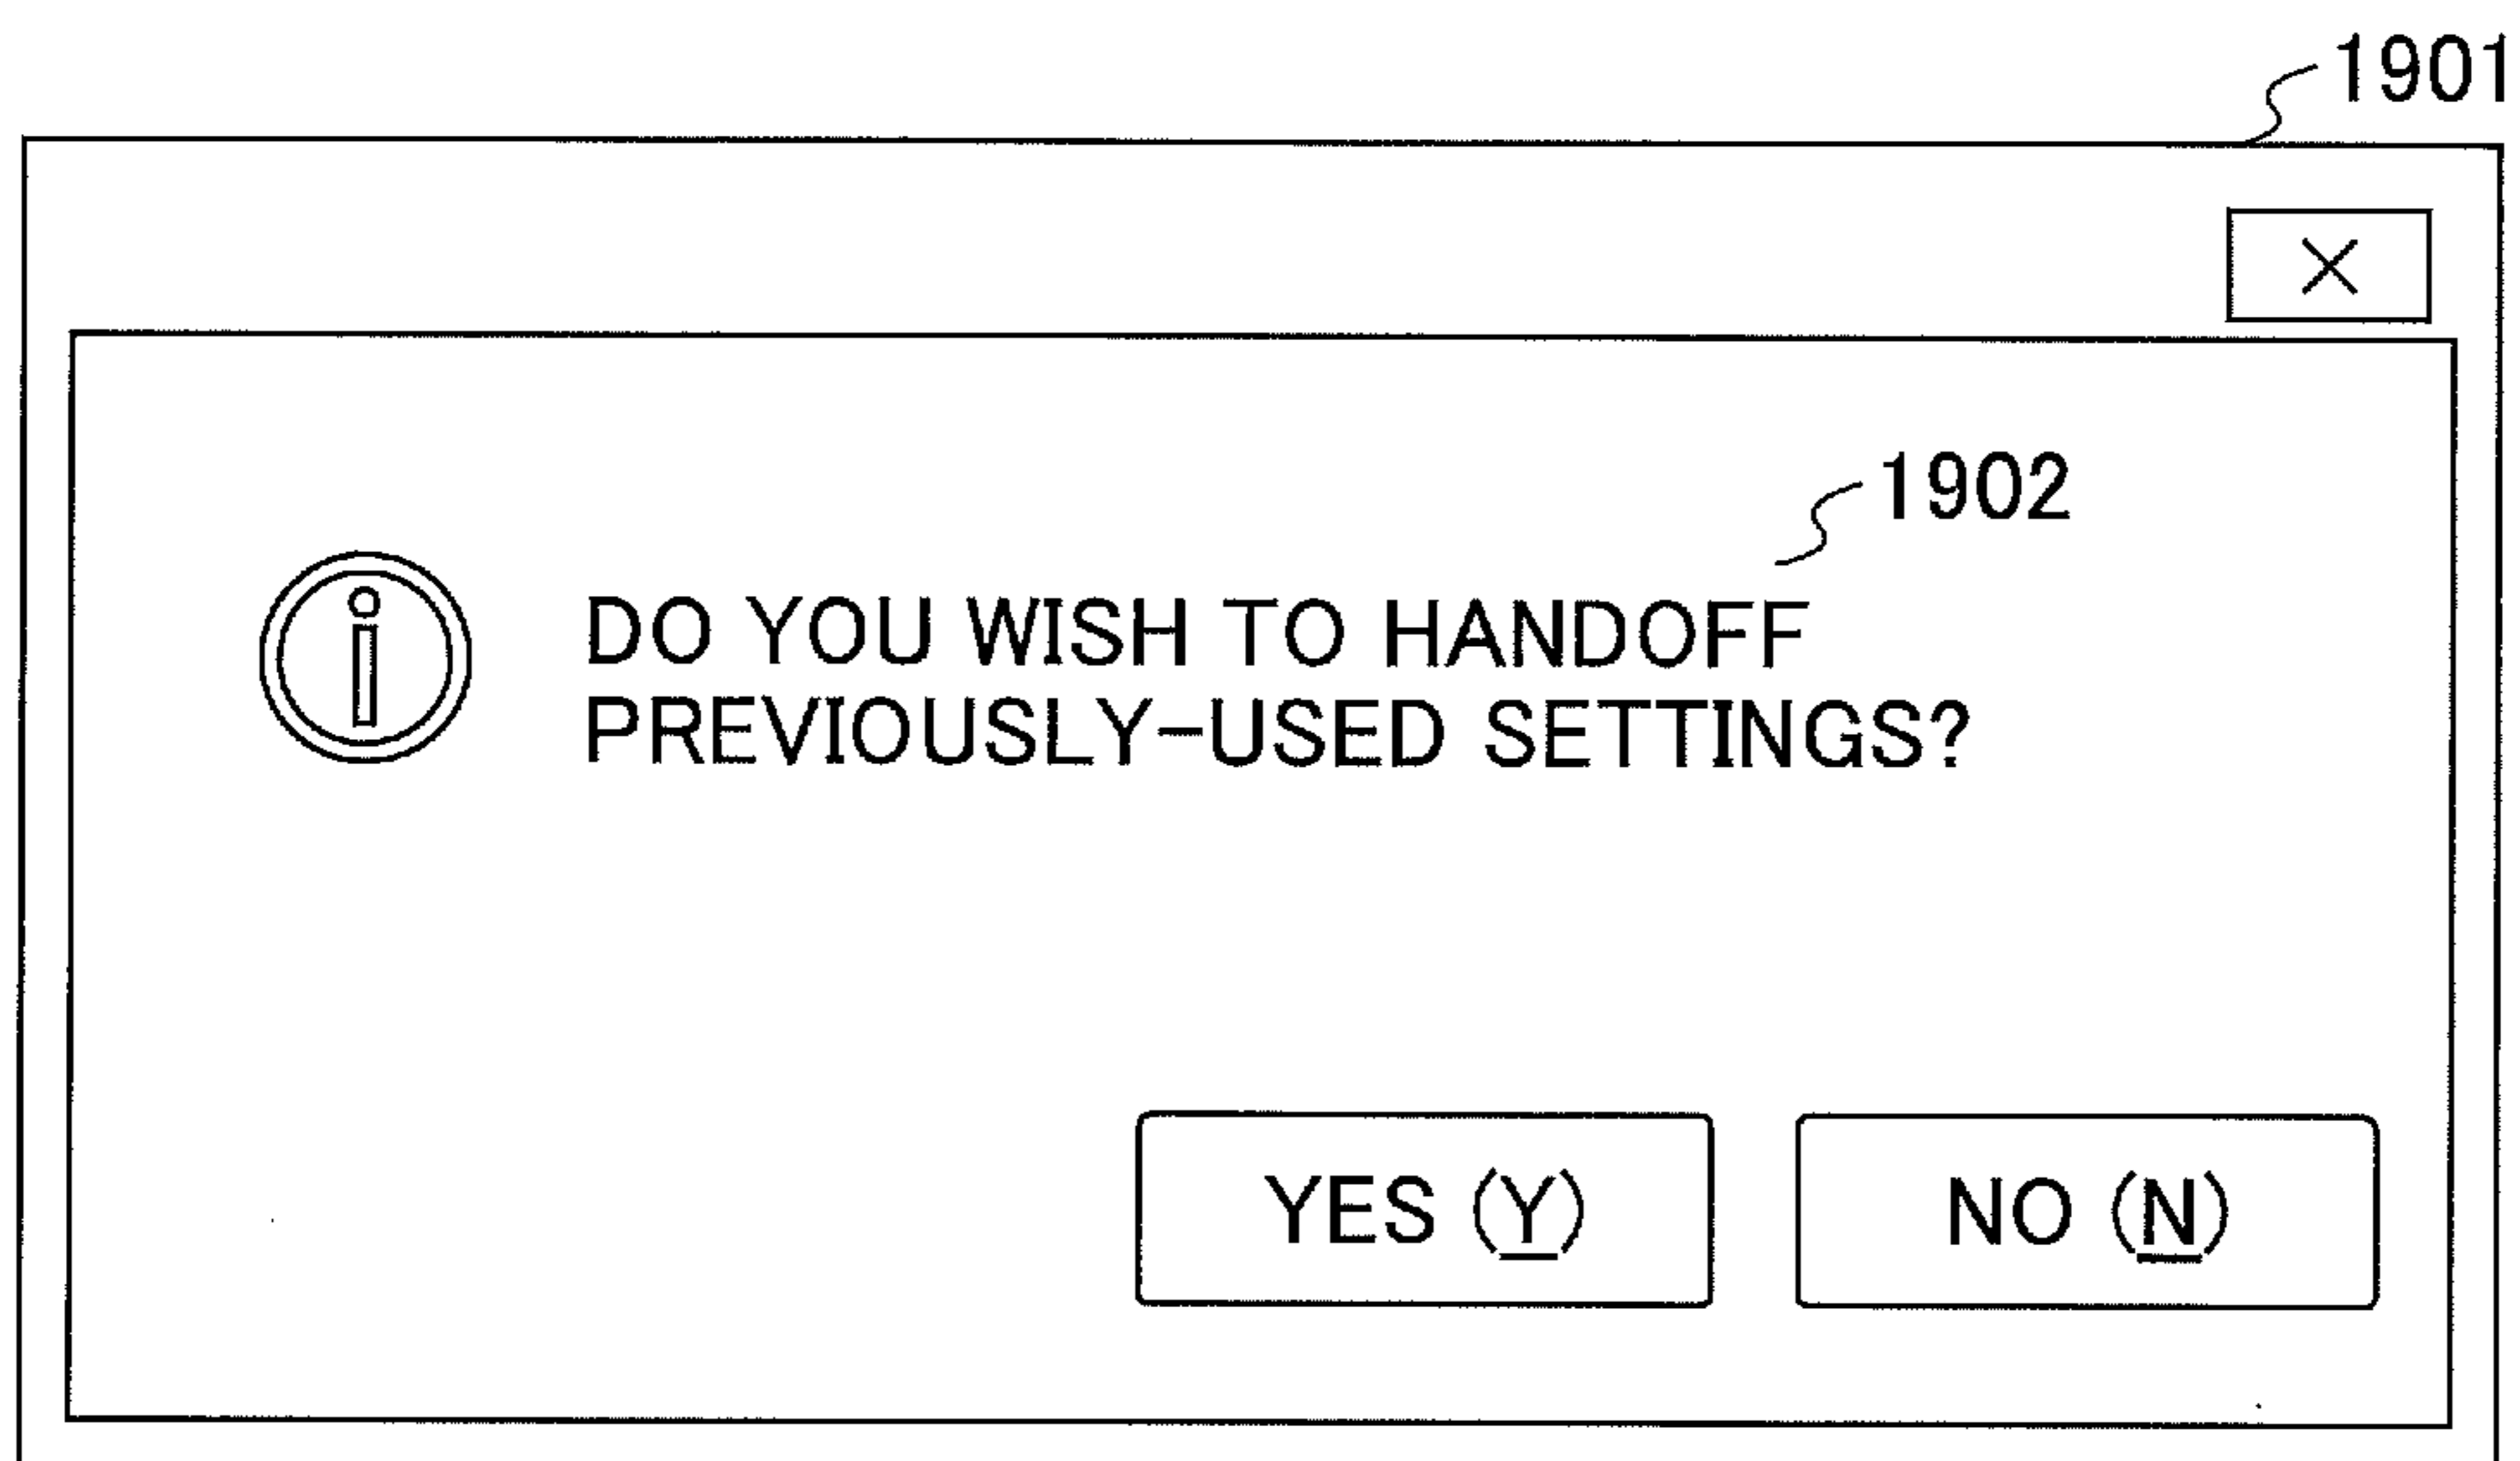 1901
×
1902
i
DO YOU WISH TO HANDOFF
PREVIOUSLY-USED SETTINGS?
YES (Y)
NO (N)